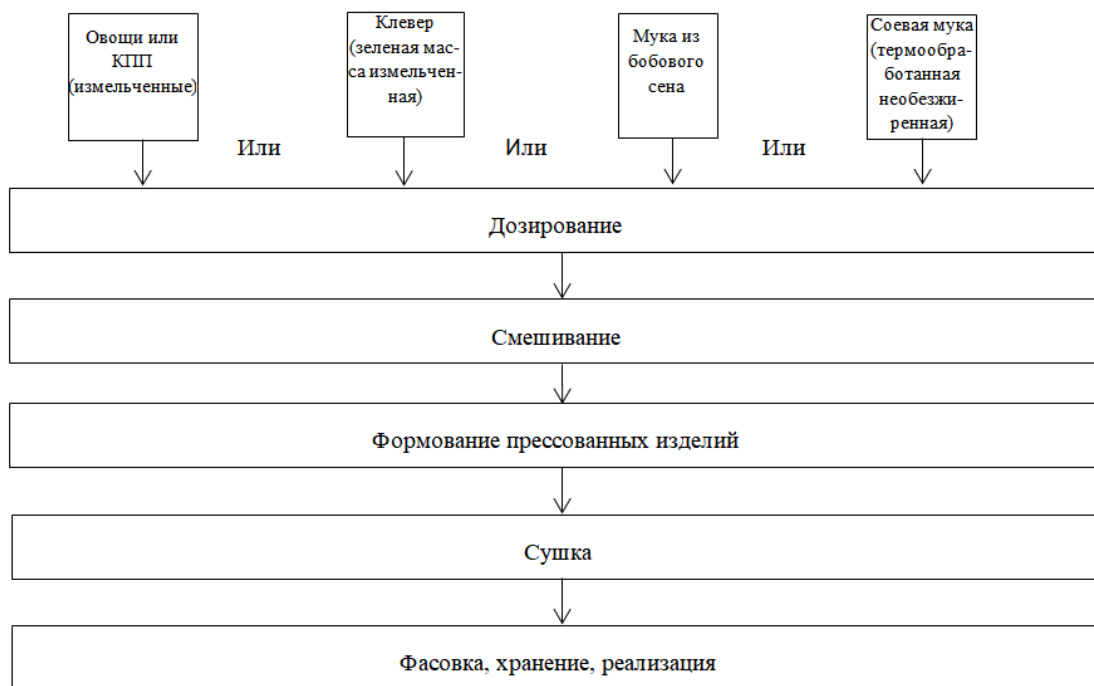 Овощи или
КПП
(измельченные)
Клевер
(зеленая мас-
са измельчен-
ная)
Мука из
бобового
сена
Соевая мука
(термообра-
ботанная
необезжи-
ренная)
Или
Или
Или
Дозирование
Смешивание
Формование прессованных изделий
Сушка
Фасовка, хранение, реализация